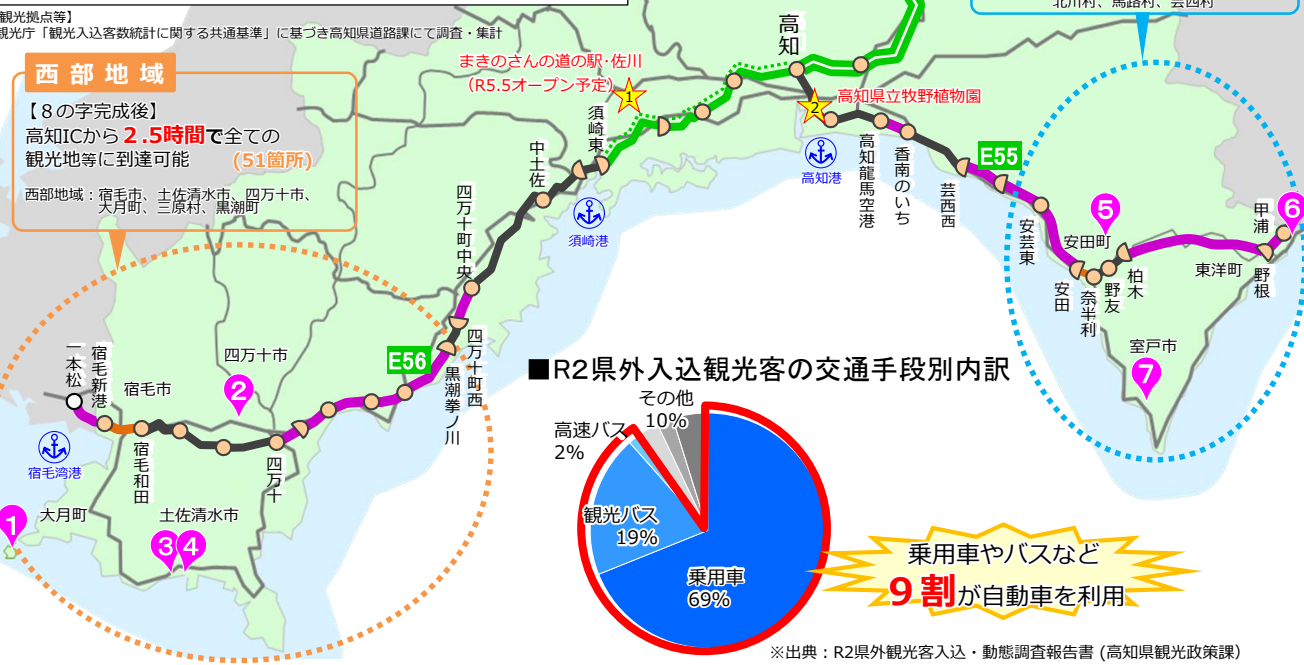 観光拠点等】
観光庁「観光入込客数統計に関する共通基準」に基づき高知県道路課にて調査・集計
北川村、馬路村、芸西村
西部地域
【８の字完成後】
高知ICから２.5時間で全ての
観光地等に到達可能 (51箇所)
西部地域：宿毛市、土佐清水市、四万十市、
大月町、三原村、黒潮町
まきのさんの道の駅・佐川
（R5.5オープン予定）
1
高知
2
高知県立牧野植物園
高知港
須崎東
須崎港
中土佐
四万十町中央
四万十町西
黒潮拳ノ川
E56
高知龍馬空港
香南のいち
芸西西
E55
安芸東
安田町
5
安田
奈半利
野友
柏木
東洋町
甲浦
6
野根
室戸市
7
一本松
宿毛新港
宿毛市
四万十市
2
宿毛湾港
宿毛和田
四万十
1
大月町
土佐清水市
3
4
■R2県外入込観光客の交通手段別内訳
その他
10%
高速バス
2%
観光バス
19%
乗用車
69%
乗用車やバスなど
９割が自動車を利用
※出典：R2県外観光客入込・動態調査報告書 (高知県観光政策課)